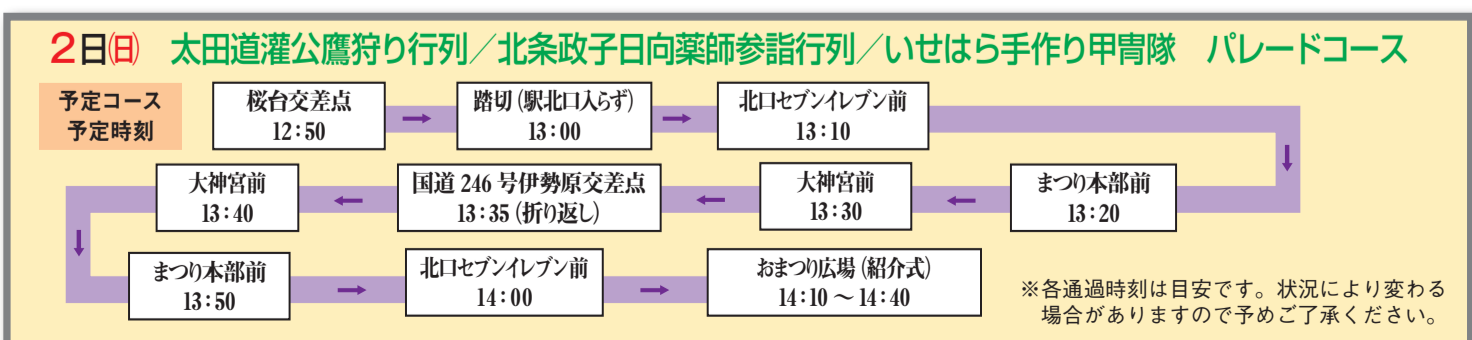 2日(日) 太田道灌公鷹狩り行列／北条政子日向薬師参詣行列／いせはら手作り甲冑隊 パレードコース
予定コース
予定時刻
桜台交差点
12：50
踏切（駅北口入らず）
13：00
北口セブンイレブン前
13：10
まつり本部前
13：20
大神宮前
13：30
国道 246 号伊勢原交差点
13：35（折り返し）
大神宮前
13：40
まつり本部前
13：50
北口セブンイレブン前
14：00
おまつり広場（紹介式）
14：10 ～ 14：40
※各通過時刻は目安です。状況により変わる
場合がありますので予めご了承ください。